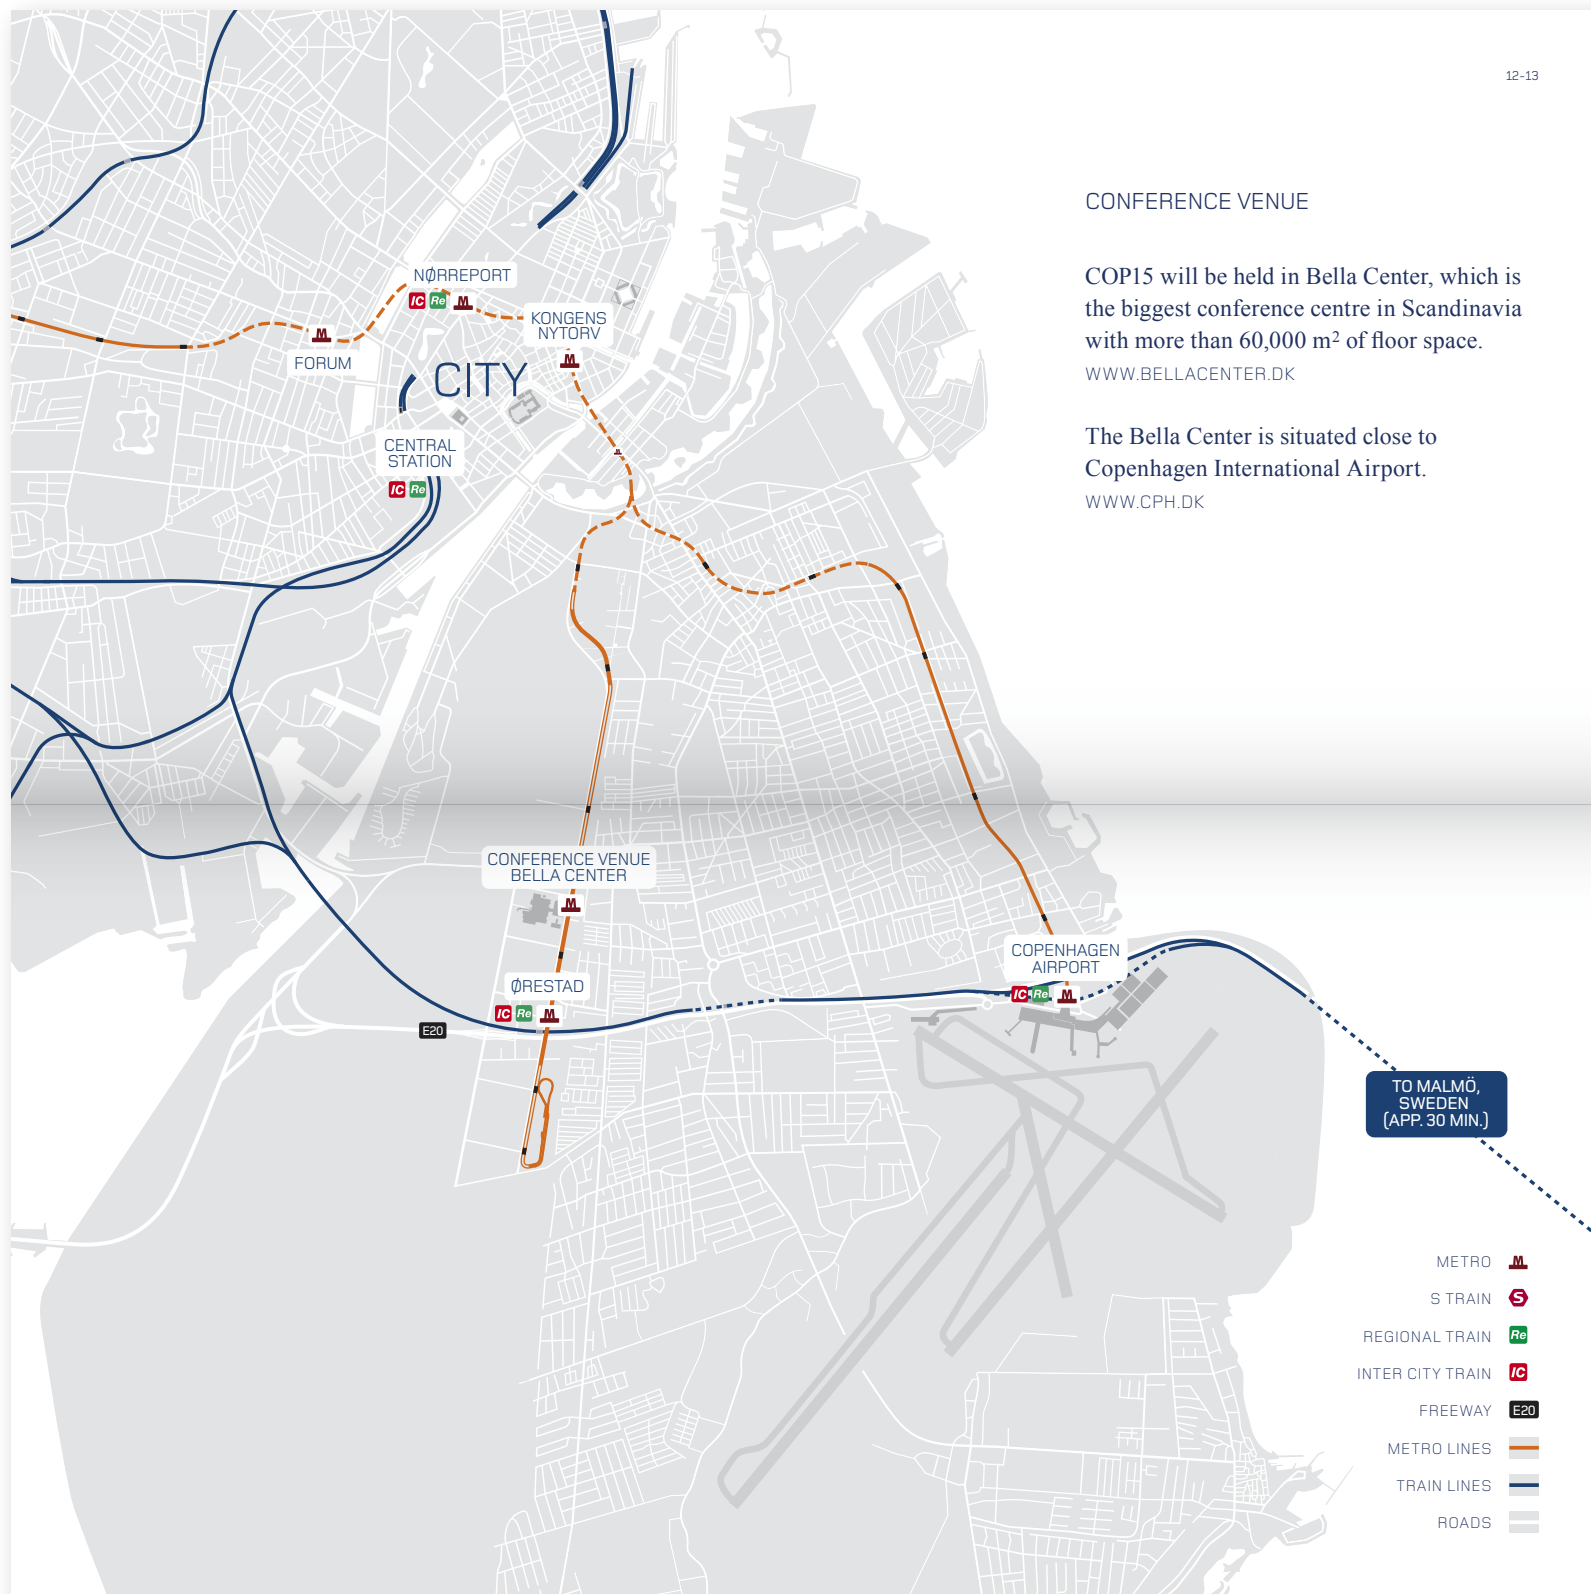 12-13
CONFERENCE VENUE
COP15 will be held in Bella Center, which is
the biggest conference centre in Scandinavia
with more than 60,000 m² of floor space.
WWW.BELLACENTER.DK
The Bella Center is situated close to
Copenhagen International Airport.
WWW.CPH.DK
NØRREPORT
IC Re M
KONGENS
NYTORV
M
M
FORUM
CITY
CENTRAL
STATION
IC Re
CONFERENCE VENUE
BELLA CENTER
M
ØRESTAD
IC Re M
E20
COPENHAGEN
AIRPORT
IC Re M
TO MALMÖ,
SWEDEN
(APP. 30 MIN.)
METRO M
S TRAIN S
REGIONAL TRAIN Re
INTER CITY TRAIN IC
FREEWAY E20
METRO LINES
TRAIN LINES
ROADS